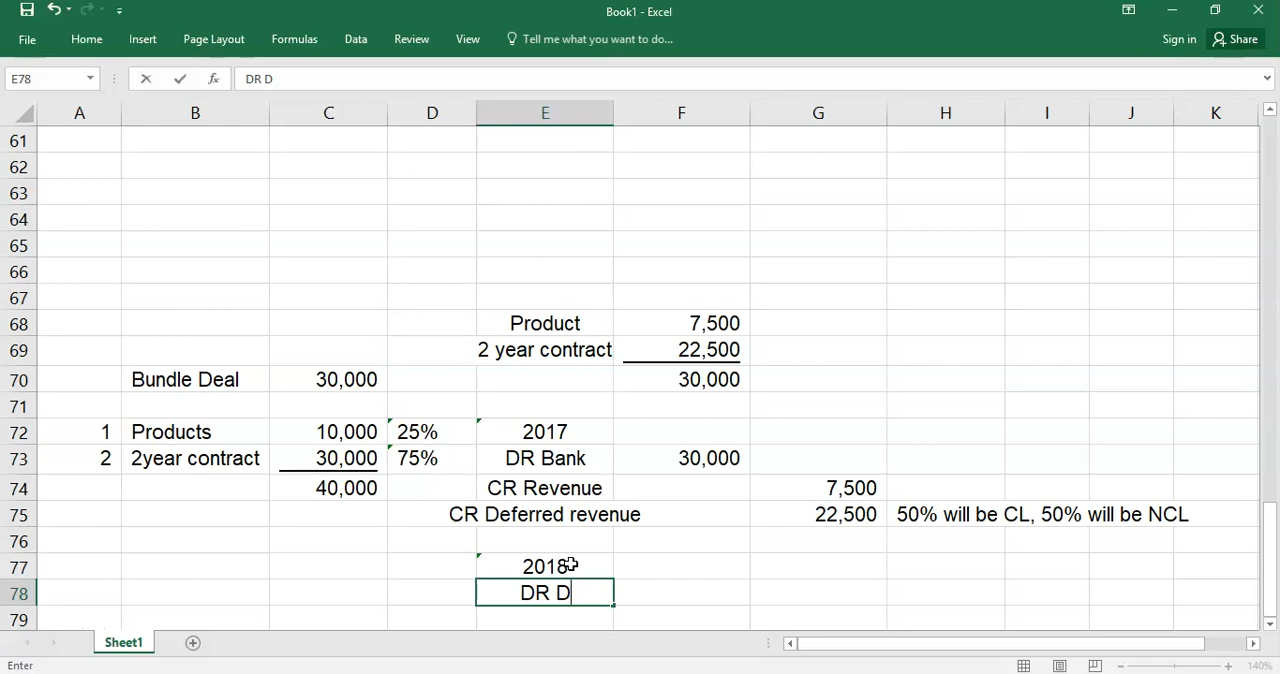 Book1 - Excel
File Home Insert Page Layout Formulas Data Review View Tell me what you want to do... Sign in Share
E78 fx DR D
A B C D E F G H I J K
61
62
63
64
65
66
67
68 Product 7,500
69 2 year contract 22,500
70 Bundle Deal 30,000 30,000
71
72 1 Products 10,000 25% 2017
73 2 2year contract 30,000 75% DR Bank 30,000
74 40,000 CR Revenue 7,500
75 CR Deferred revenue 22,500 50% will be CL, 50% will be NCL
76
77 2018
78 DR D
79
Sheet1
Enter 140%